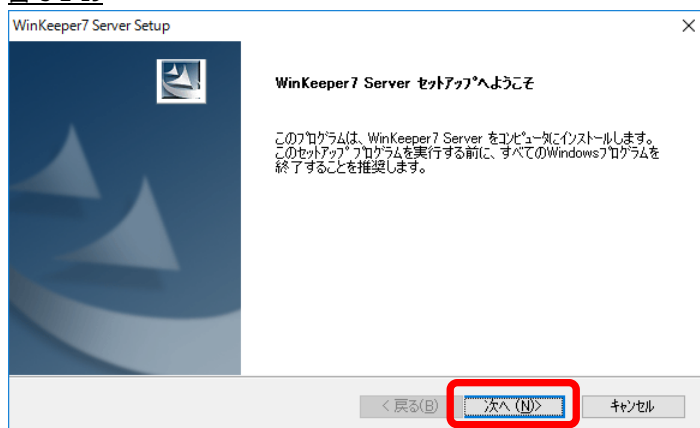 WinKeeper7 Server Setup
WinKeeper7 Server ｾｯﾄｱｯﾌﾟへようこそ
このﾌﾟﾛｸﾞﾗﾑは、WinKeeper7 Server をｺﾝﾋﾟｭｰﾀにｲﾝｽﾄｰﾙします。
このｾｯﾄｱｯﾌﾟ ﾌﾟﾛｸﾞﾗﾑを実行する前に、すべてのWindowsﾌﾟﾛｸﾞﾗﾑを
終了することを推奨します。
< 戻る(B) 次へ (N)> ｷｬﾝｾﾙ